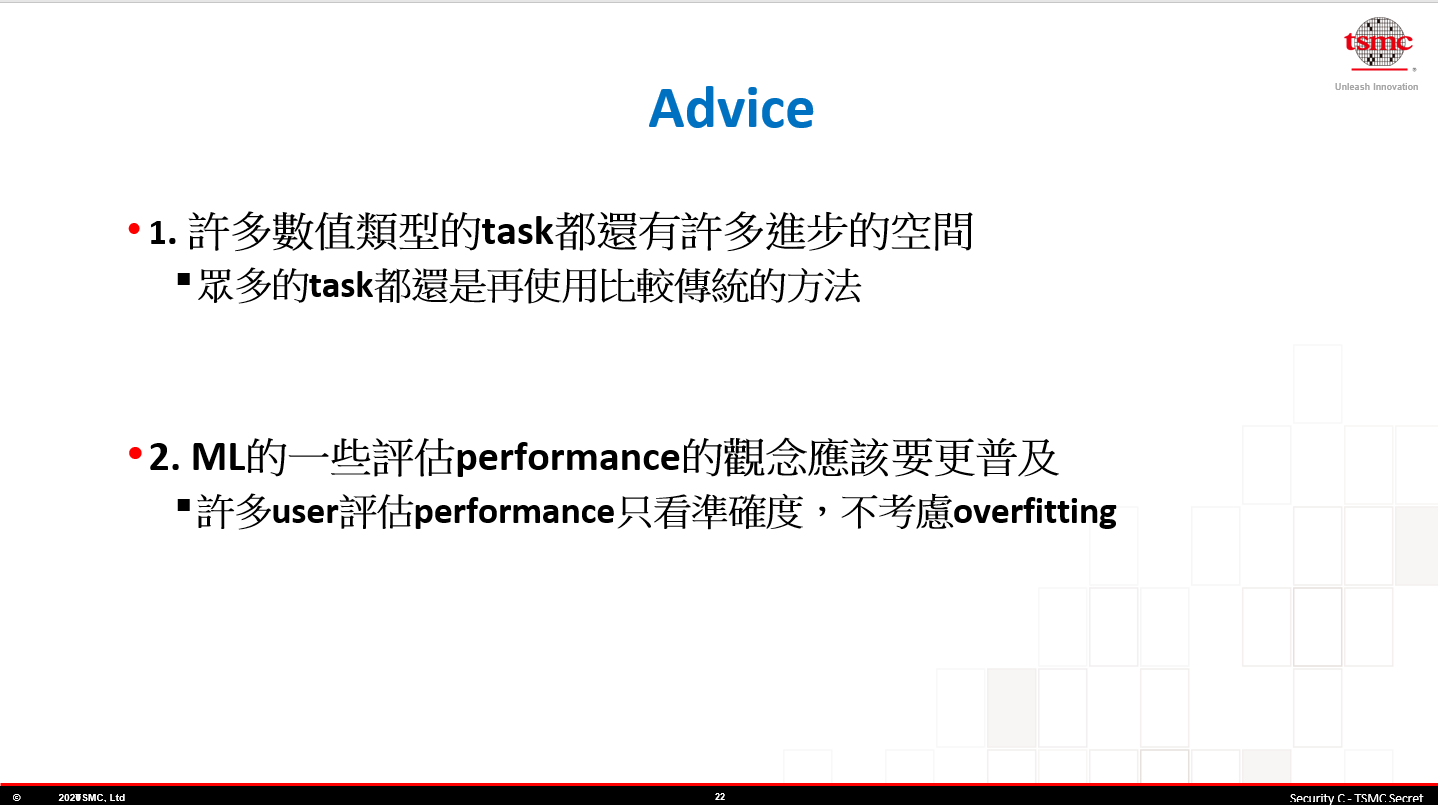 tsmc
Unleash Innovation
Advice
• 1. 許多數值類型的task都還有許多進步的空間
▪ 眾多的task都還是再使用比較傳統的方法
• 2. ML的一些評估performance的觀念應該要更普及
▪ 許多user評估performance只看準確度，不考慮overfitting
© TSMC, Ltd
22
Security C - TSMC Secret